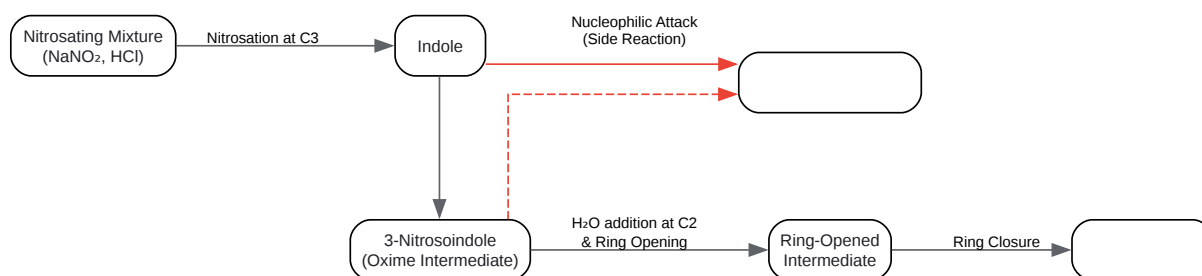 Nitrosating Mixture
(NaNO₂, HCl)
Nitrosation at C3
Indole
Nucleophilic Attack
(Side Reaction)
3-Nitrosoindole
(Oxime Intermediate)
H₂O addition at C2
& Ring Opening
Ring-Opened
Intermediate
Ring Closure